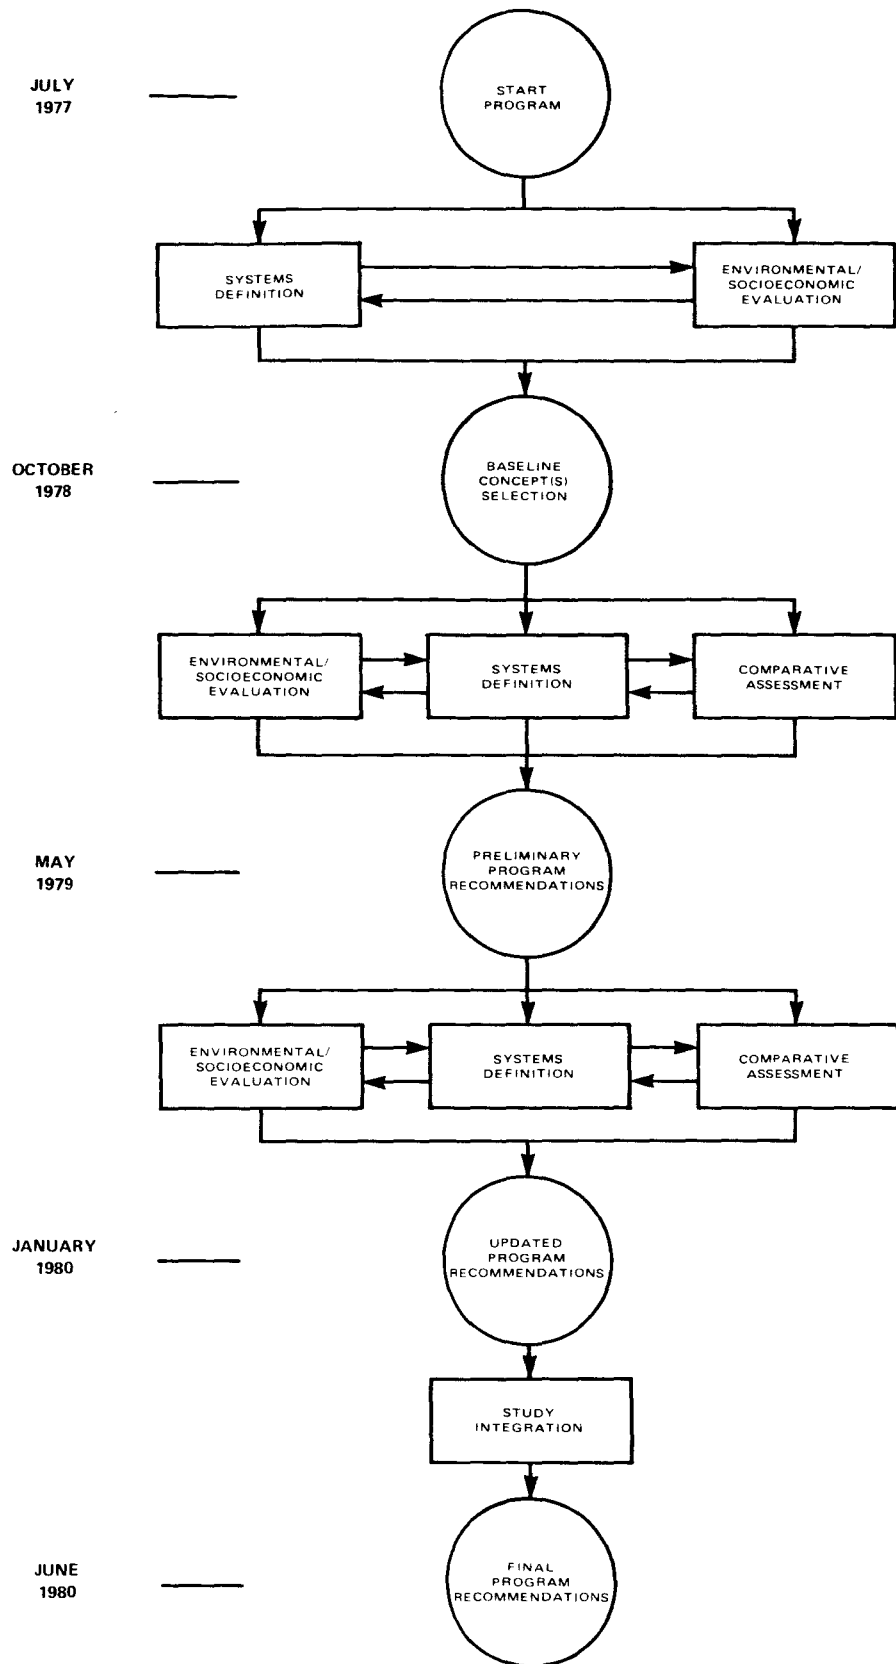 JULY
1977
START
PROGRAM
SYSTEMS
DEFINITION
ENVIRONMENTAL/
SOCIOECONOMIC
EVALUATION
OCTOBER
1978
BASELINE
CONCEPT(S)
SELECTION
ENVIRONMENTAL/
SOCIOECONOMIC
EVALUATION
SYSTEMS
DEFINITION
COMPARATIVE
ASSESSMENT
MAY
1979
PRELIMINARY
PROGRAM
RECOMMENDATIONS
ENVIRONMENTAL/
SOCIOECONOMIC
EVALUATION
SYSTEMS
DEFINITION
COMPARATIVE
ASSESSMENT
JANUARY
1980
UPDATED
PROGRAM
RECOMMENDATIONS
STUDY
INTEGRATION
JUNE
1980
FINAL
PROGRAM
RECOMMENDATIONS